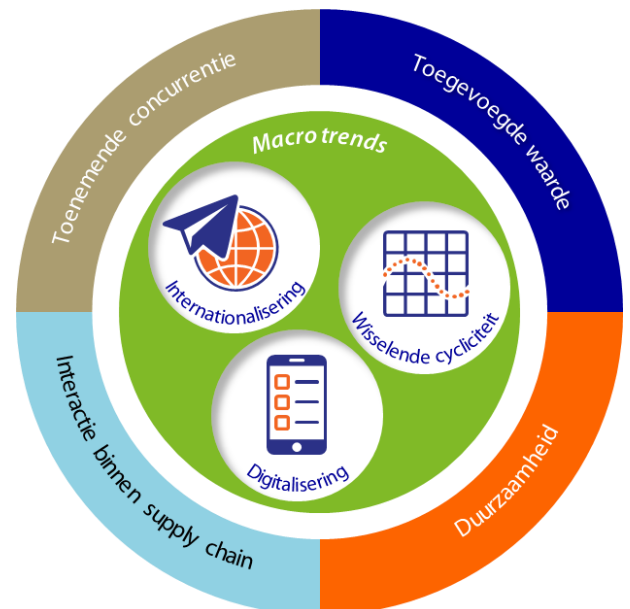 Toenemende concurrentie
Toegevoegde waarde
Macro trends
Internationalisering
Wisselende cycliciteit
Digitalisering
Interactie binnen supply chain
Duurzaamheid